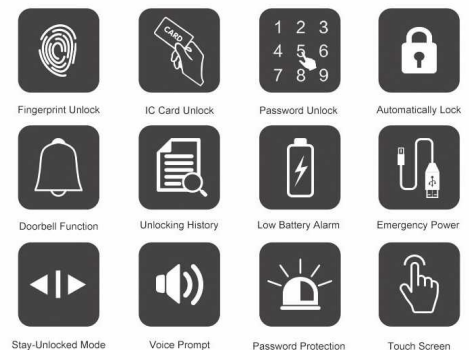 CARD
1 2 3
4 5 6
7 8 9
Fingerprint Unlock
IC Card Unlock
Password Unlock
Automatically Lock
Doorbell Function
Unlocking History
Low Battery Alarm
Emergency Power
Stay-Unlocked Mode
Voice Prompt
Password Protection
Touch Screen